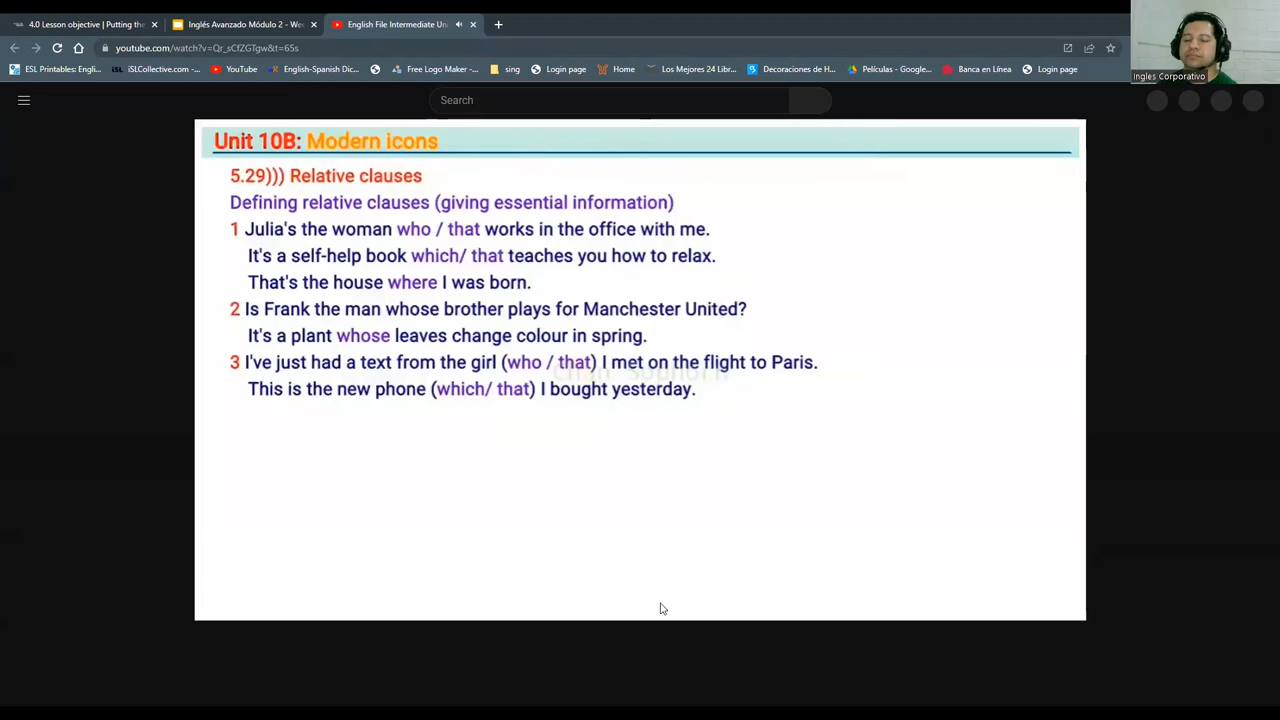 4.0 Lesson objective | Putting the
Inglés Avanzado Módulo 2 - We
English File Intermediate Uni
youtube.com/watch?v=Qr_sCfZGTgw&t=65s
ESL Printables: Engli...
iSLCollective.com -...
YouTube
English-Spanish Dic...
Free Logo Maker -...
sing
Login page
Home
Los Mejores 24 Libr...
Decoraciones de H...
Películas - Google...
Banca en Línea
Login page
Ingles Corporativo
Search
Unit 10B: Modern icons
5.29))) Relative clauses
Defining relative clauses (giving essential information)
1 Julia's the woman who / that works in the office with me.
It's a self-help book which/ that teaches you how to relax.
That's the house where I was born.
2 Is Frank the man whose brother plays for Manchester United?
It's a plant whose leaves change colour in spring.
3 I've just had a text from the girl (who / that) I met on the flight to Paris.
This is the new phone (which/ that) I bought yesterday.